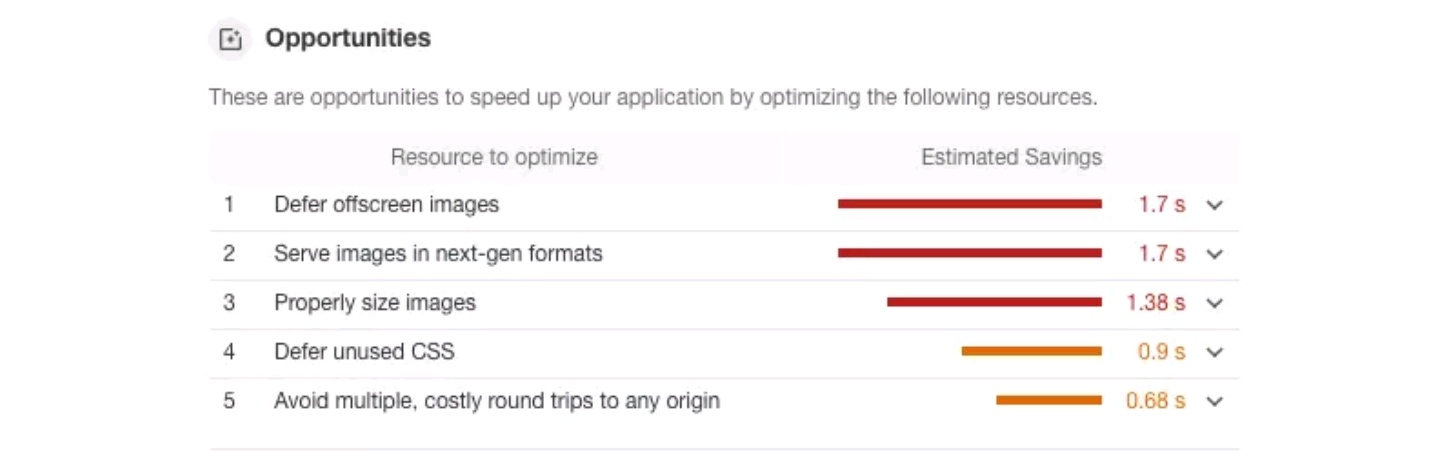 Opportunities
These are opportunities to speed up your application by optimizing the following resources.
Resource to optimize Estimated Savings
1 Defer offscreen images 1.7 s
2 Serve images in next-gen formats 1.7 s
3 Properly size images 1.38 s
4 Defer unused CSS 0.9 s
5 Avoid multiple, costly round trips to any origin 0.68 s